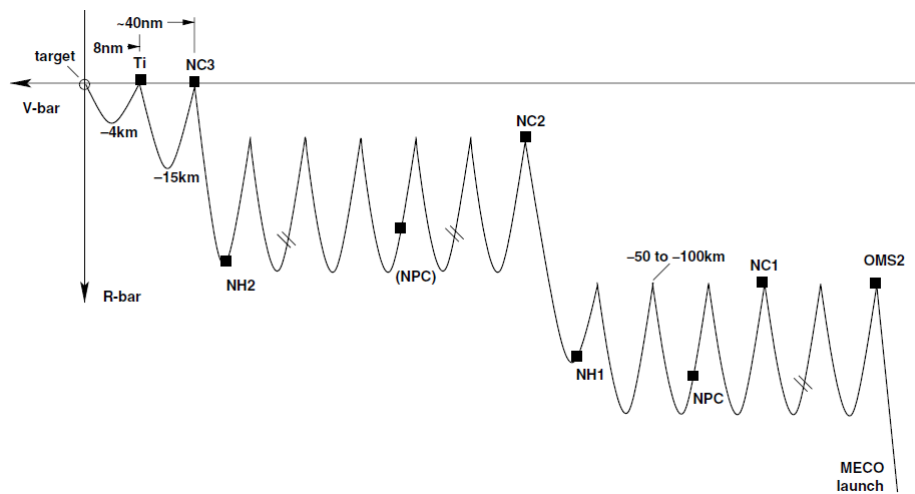 ~40nm
8nm
target
Ti
NC3
V-bar
–4km
–15km
NC2
NH2
(NPC)
R-bar
–50 to –100km
NC1
OMS2
NH1
NPC
MECO
launch